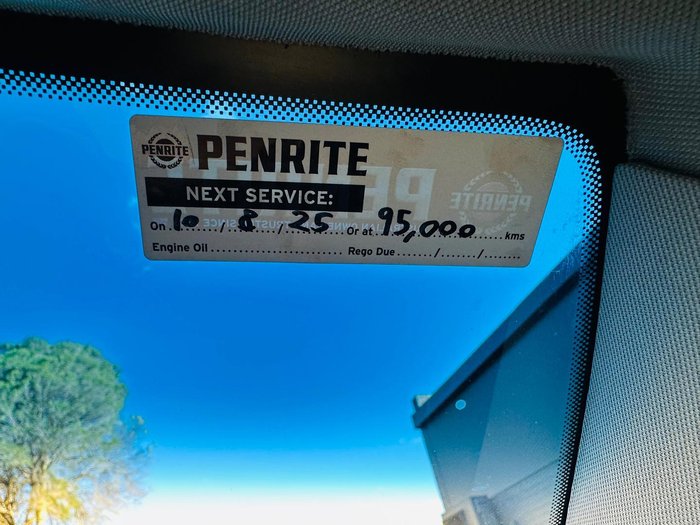 PENRITE PENRITE
NEXT SERVICE:
On 10 / 8 / 25 Or at 95,000 kms
Engine Oil ........................ Rego Due ......./......./........